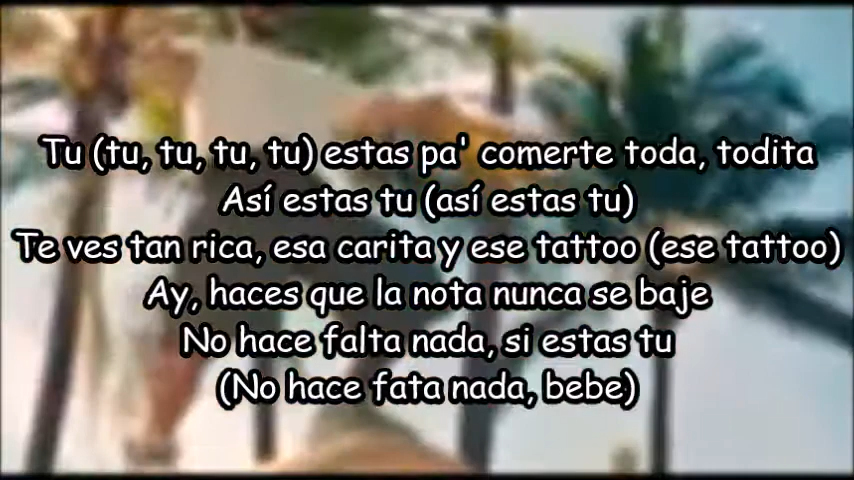 Tu (tu, tu, tu, tu) estas pa' comerte toda, todita
Así estas tu (así estas tu)
Te ves tan rica, esa carita y ese tattoo (ese tattoo)
Ay, haces que la nota nunca se baje
No hace falta nada, si estas tu
(No hace fata nada, bebe)